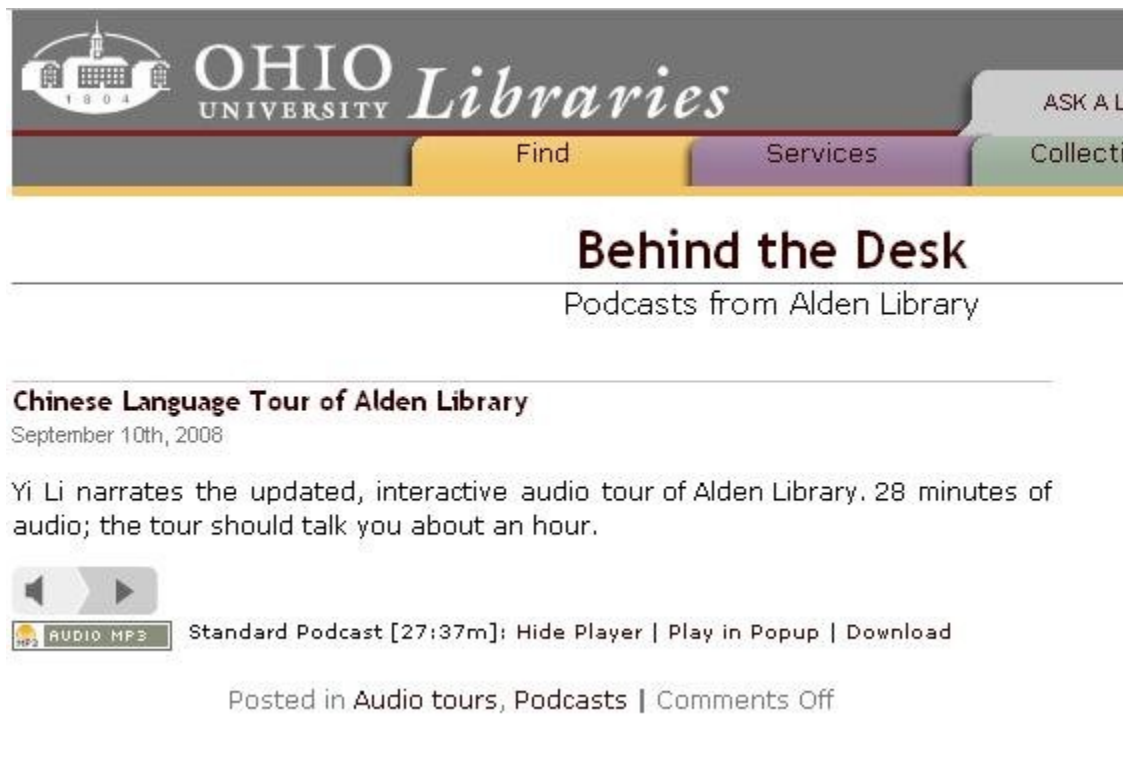 1804
OHIO
UNIVERSITY
Libraries
ASK A L
Find
Services
Collecti
Behind the Desk
Podcasts from Alden Library
Chinese Language Tour of Alden Library
September 10th, 2008
Yi Li narrates the updated, interactive audio tour of Alden Library. 28 minutes of
audio; the tour should talk you about an hour.
MP3 AUDIO MP3 Standard Podcast [27:37m]: Hide Player | Play in Popup | Download
Posted in Audio tours, Podcasts | Comments Off